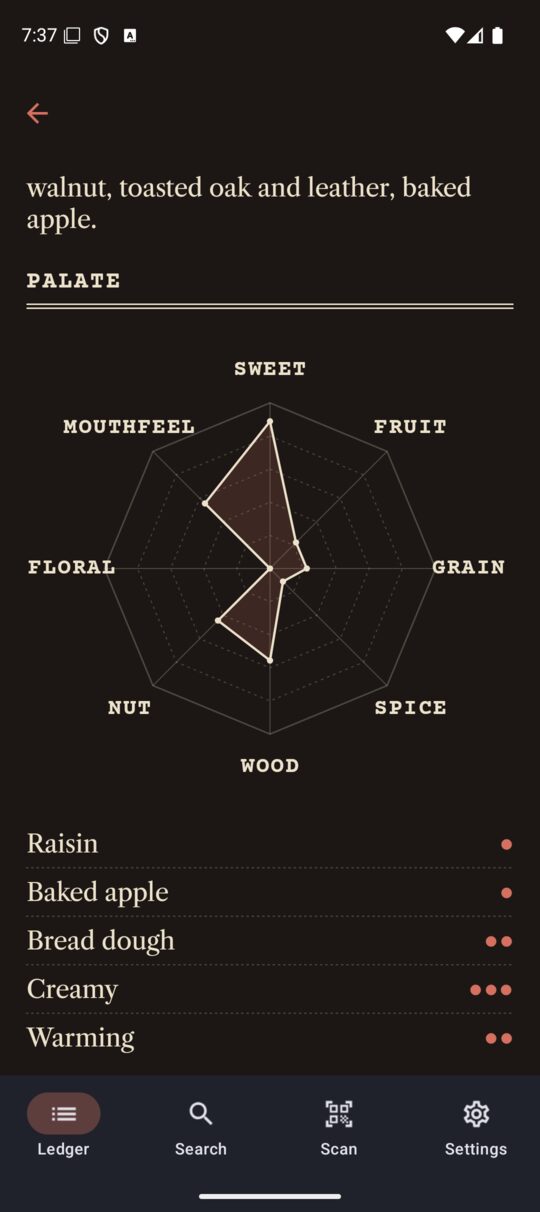 7:37
walnut, toasted oak and leather, baked
apple.
PALATE
SWEET
MOUTHFEEL
FRUIT
FLORAL
GRAIN
NUT
SPICE
WOOD
Raisin
Baked apple
Bread dough
Creamy
Warming
Ledger
Search
Scan
Settings